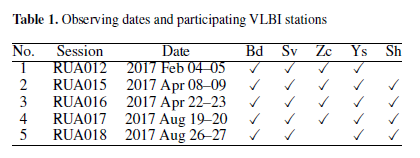 Table 1. Observing dates and participating VLBI stations
No. Session Date Bd Sv Zc Ys Sh
1 RUA012 2017 Feb 04–05 ✓ ✓ ✓ ✓
2 RUA015 2017 Apr 08–09 ✓ ✓ ✓ ✓ ✓
3 RUA016 2017 Apr 22–23 ✓ ✓ ✓ ✓ ✓
4 RUA017 2017 Aug 19–20 ✓ ✓ ✓ ✓ ✓
5 RUA018 2017 Aug 26–27 ✓ ✓ ✓ ✓